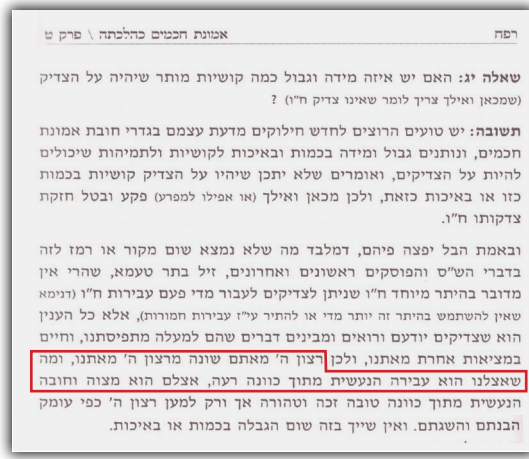 רפח
אמונת חכמים כהלכתה \ פרק ט
שאלה יג: האם יש איזה מידה וגבול כמה קושיות מותר שיהיה על הצדיק
(שמכאן ואילך צריך לומר שאינו צדיק ח"ו) ?
תשובה: יש טועים הרוצים לחדש חילוקים מדעת עצמם בגדרי חובת אמונת
חכמים, ונותנים גבול ומידה בכמות ובאיכות לקושיות ולתמיהות שיכולים
להיות על הצדיקים, ואומרים שלא יתכן שיהיו על הצדיק קושיות בכמות
כזו או באיכות כזאת, ולכן מכאן ואילך (או אפילו למפרע) פקע ובטל חזקת
צדקותו ח"ו.
ובאמת הבל יפצה פיהם, דמלבד מה שלא נמצא שום מקור או רמז לזה
בדברי הש"ס והפוסקים ראשונים ואחרונים, זיל בתר טעמא, שהרי אין
מדובר בהיתר מיוחד ח"ו שניתן לצדיקים לעבור מדי פעם עבירות ח"ו (דנימא
שאין להשתמש בהיתר זה יותר מדי או להתיר עי"ז עבירות חמורות), אלא כל הענין
הוא שצדיקים יודעם ורואים ומבינים דברים שהם למעלה מתפיסתנו, וחיים
במציאות אחרת מאתנו, ולכן רצון ה' מאתם שונה מרצון ה' מאתנו, ומה
שאצלנו הוא עבירה הנעשית מתוך כוונה רעה, אצלם הוא מצוה וחובה
הנעשית מתוך כוונה טובה זכה וטהורה אך ורק למען רצון ה' כפי עומק
הבנתם והשגתם. ואין שייך בזה שום הגבלה בכמות או באיכות.